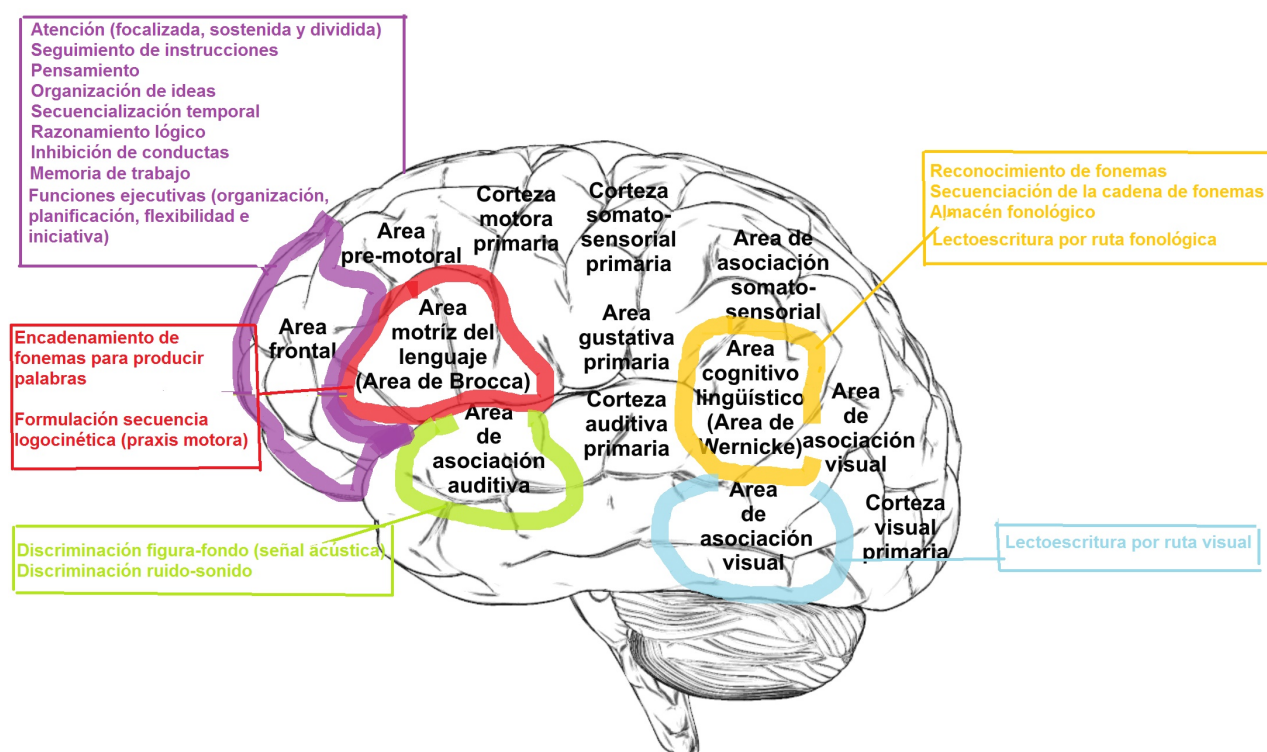 Atención (focalizada, sostenida y dividida)
Seguimiento de instrucciones
Pensamiento
Organización de ideas
Secuencialización temporal
Razonamiento lógico
Inhibición de conductas
Memoria de trabajo
Funciones ejecutivas (organización,
planificación, flexibilidad e
iniciativa)
Reconocimiento de fonemas
Secuenciación de la cadena de fonemas
Almacén fonológico
Lectoescritura por ruta fonológica
Corteza
motora
primaria
Corteza
somato-
sensorial
primaria
Area
pre-motoral
Area de
asociación
somato-
sensorial
Area
frontal
Area
motríz del
lenguaje
(Area de Brocca)
Area
gustativa
primaria
Area
cognitivo
lingüístico
(Area de
Wernicke)
Encadenamiento de
fonemas para producir
palabras
Formulación secuencia
logocinética (praxis motora)
Area
de
asociación
auditiva
Corteza
auditiva
primaria
Area
de
asociación
visual
Area
de
asociación
visual
Corteza
visual
primaria
Discriminación figura-fondo (señal acústica)
Discriminación ruido-sonido
Lectoescritura por ruta visual